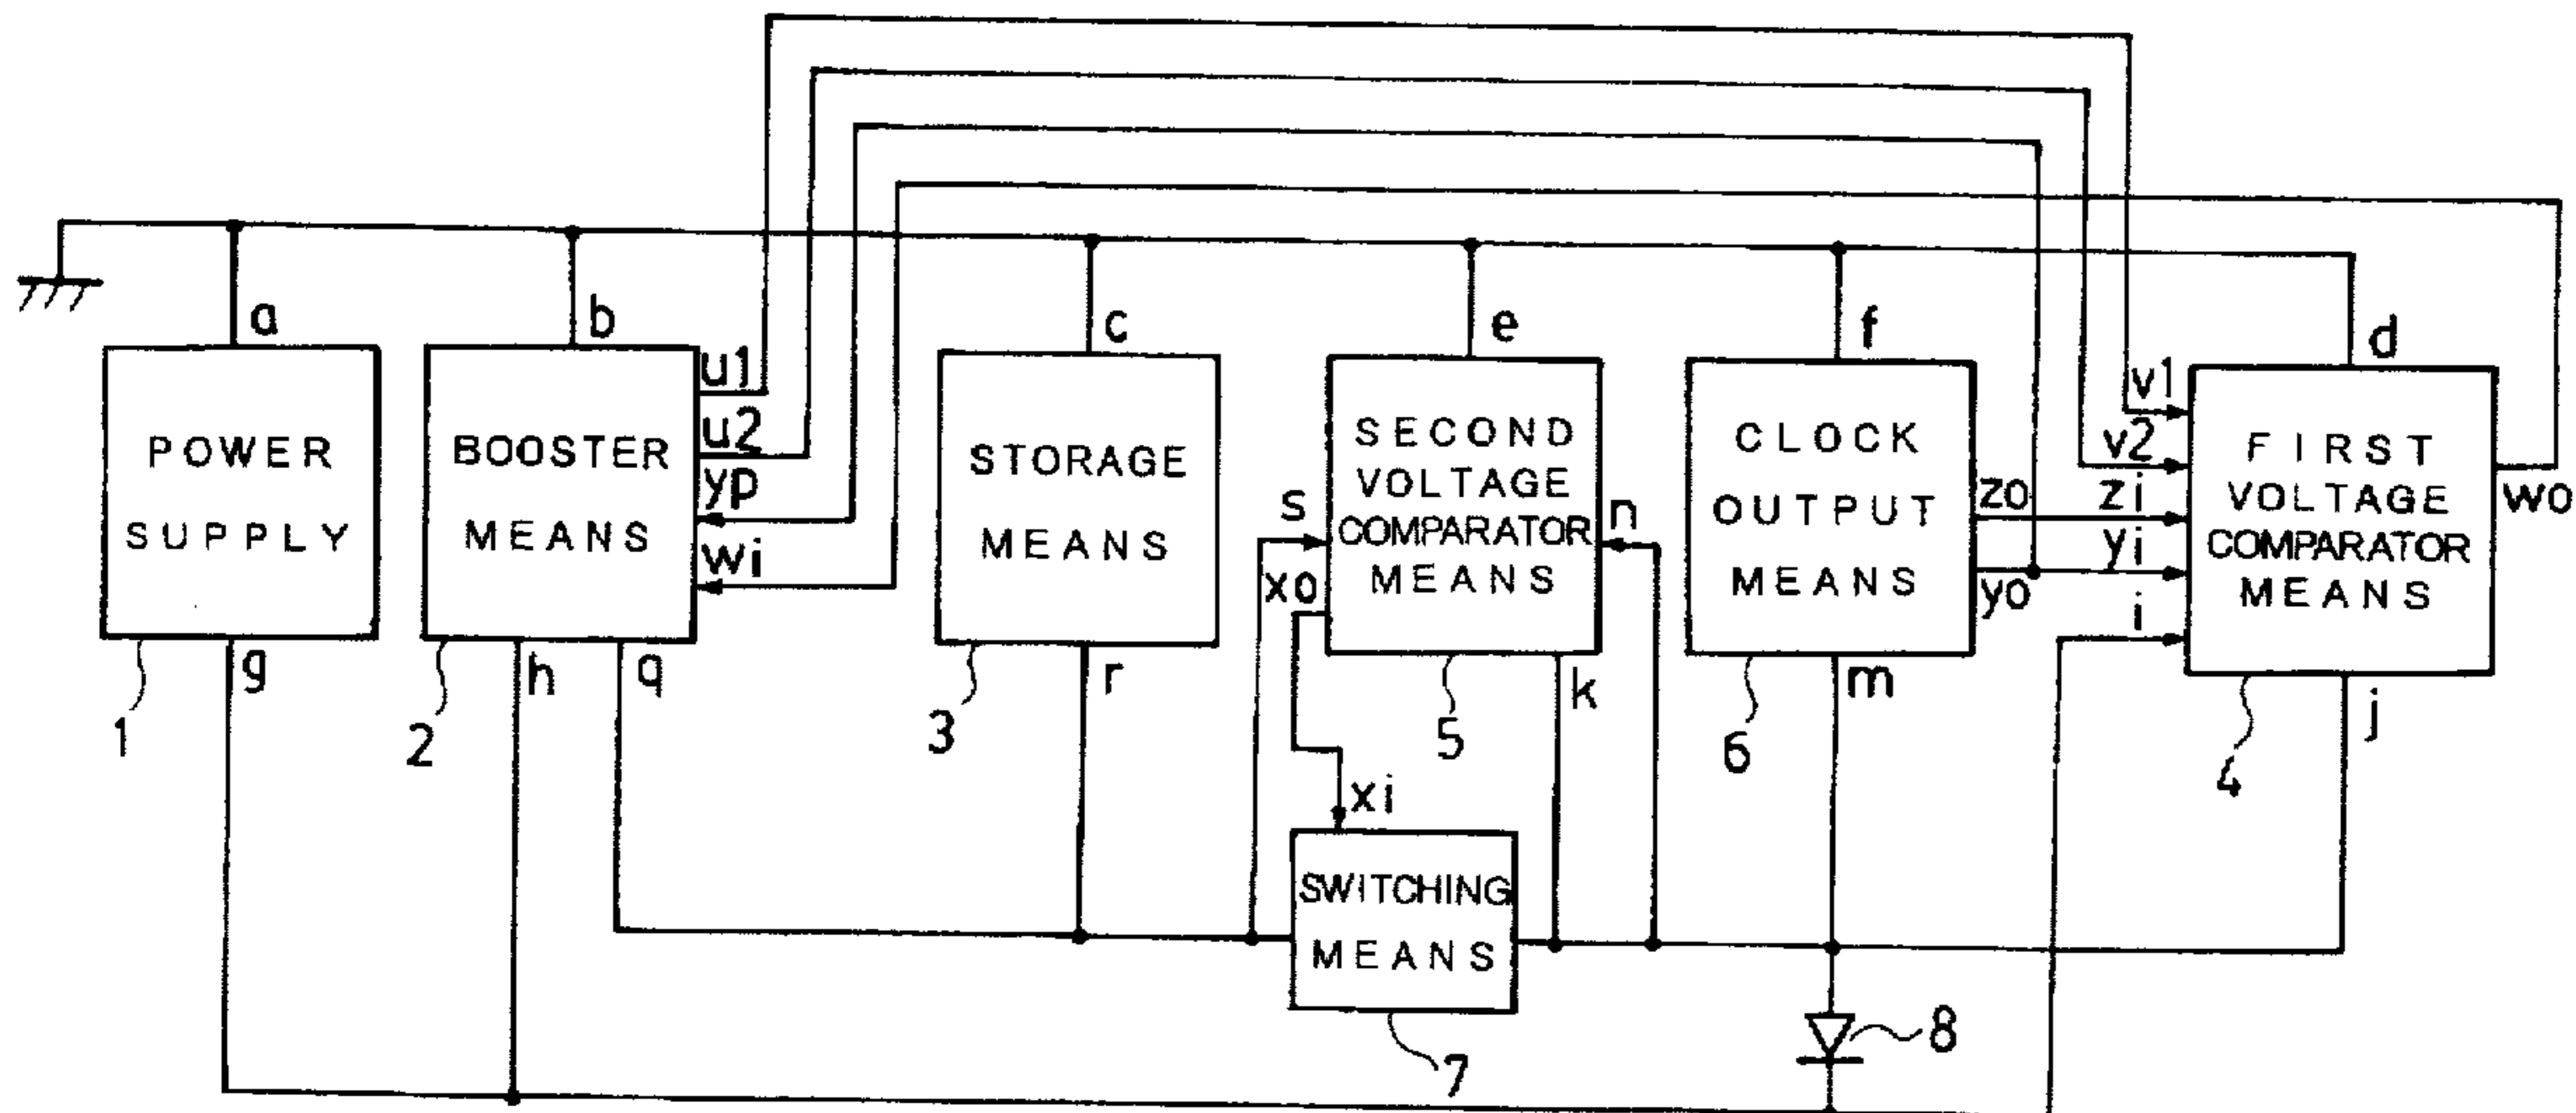 a
b
c
e
f
d
POWER
SUPPLY
BOOSTER
MEANS
u1
u2
yp
wi
STORAGE
MEANS
SECOND
VOLTAGE
COMPARATOR
MEANS
s
xo
n
CLOCK
OUTPUT
MEANS
zo
yo
v1
v2
zi
yi
i
FIRST
VOLTAGE
COMPARATOR
MEANS
wo
g
h
q
r
k
m
j
1
2
3
5
6
4
xi
SWITCHING
MEANS
7
8